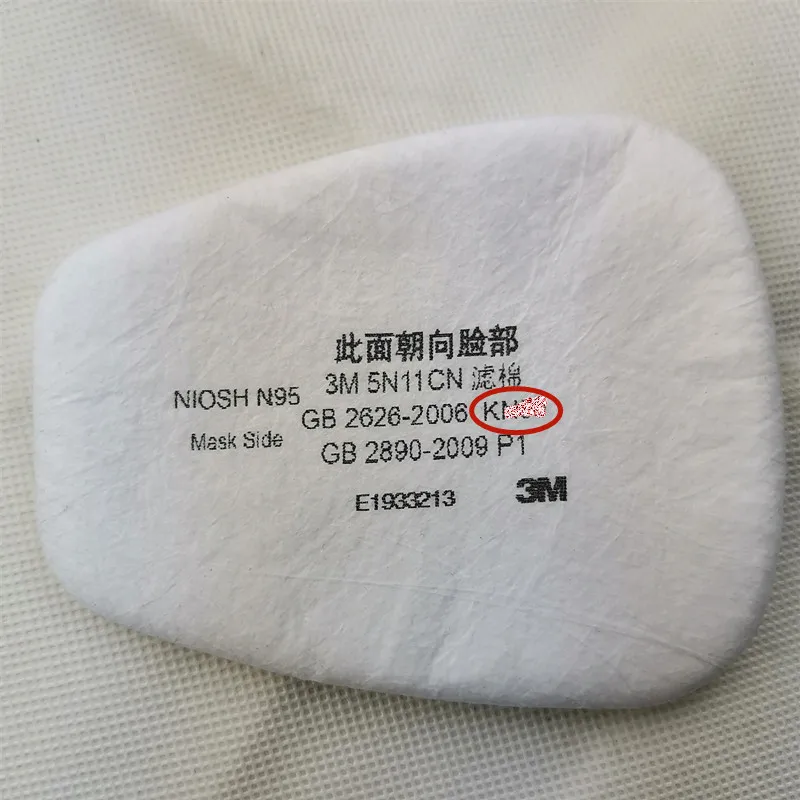 此面朝向脸部
NIOSH N95 3M 5N11CN 滤棉
GB 2626-2006
Mask Side
GB 2890-2009 P1
E1933213
3M